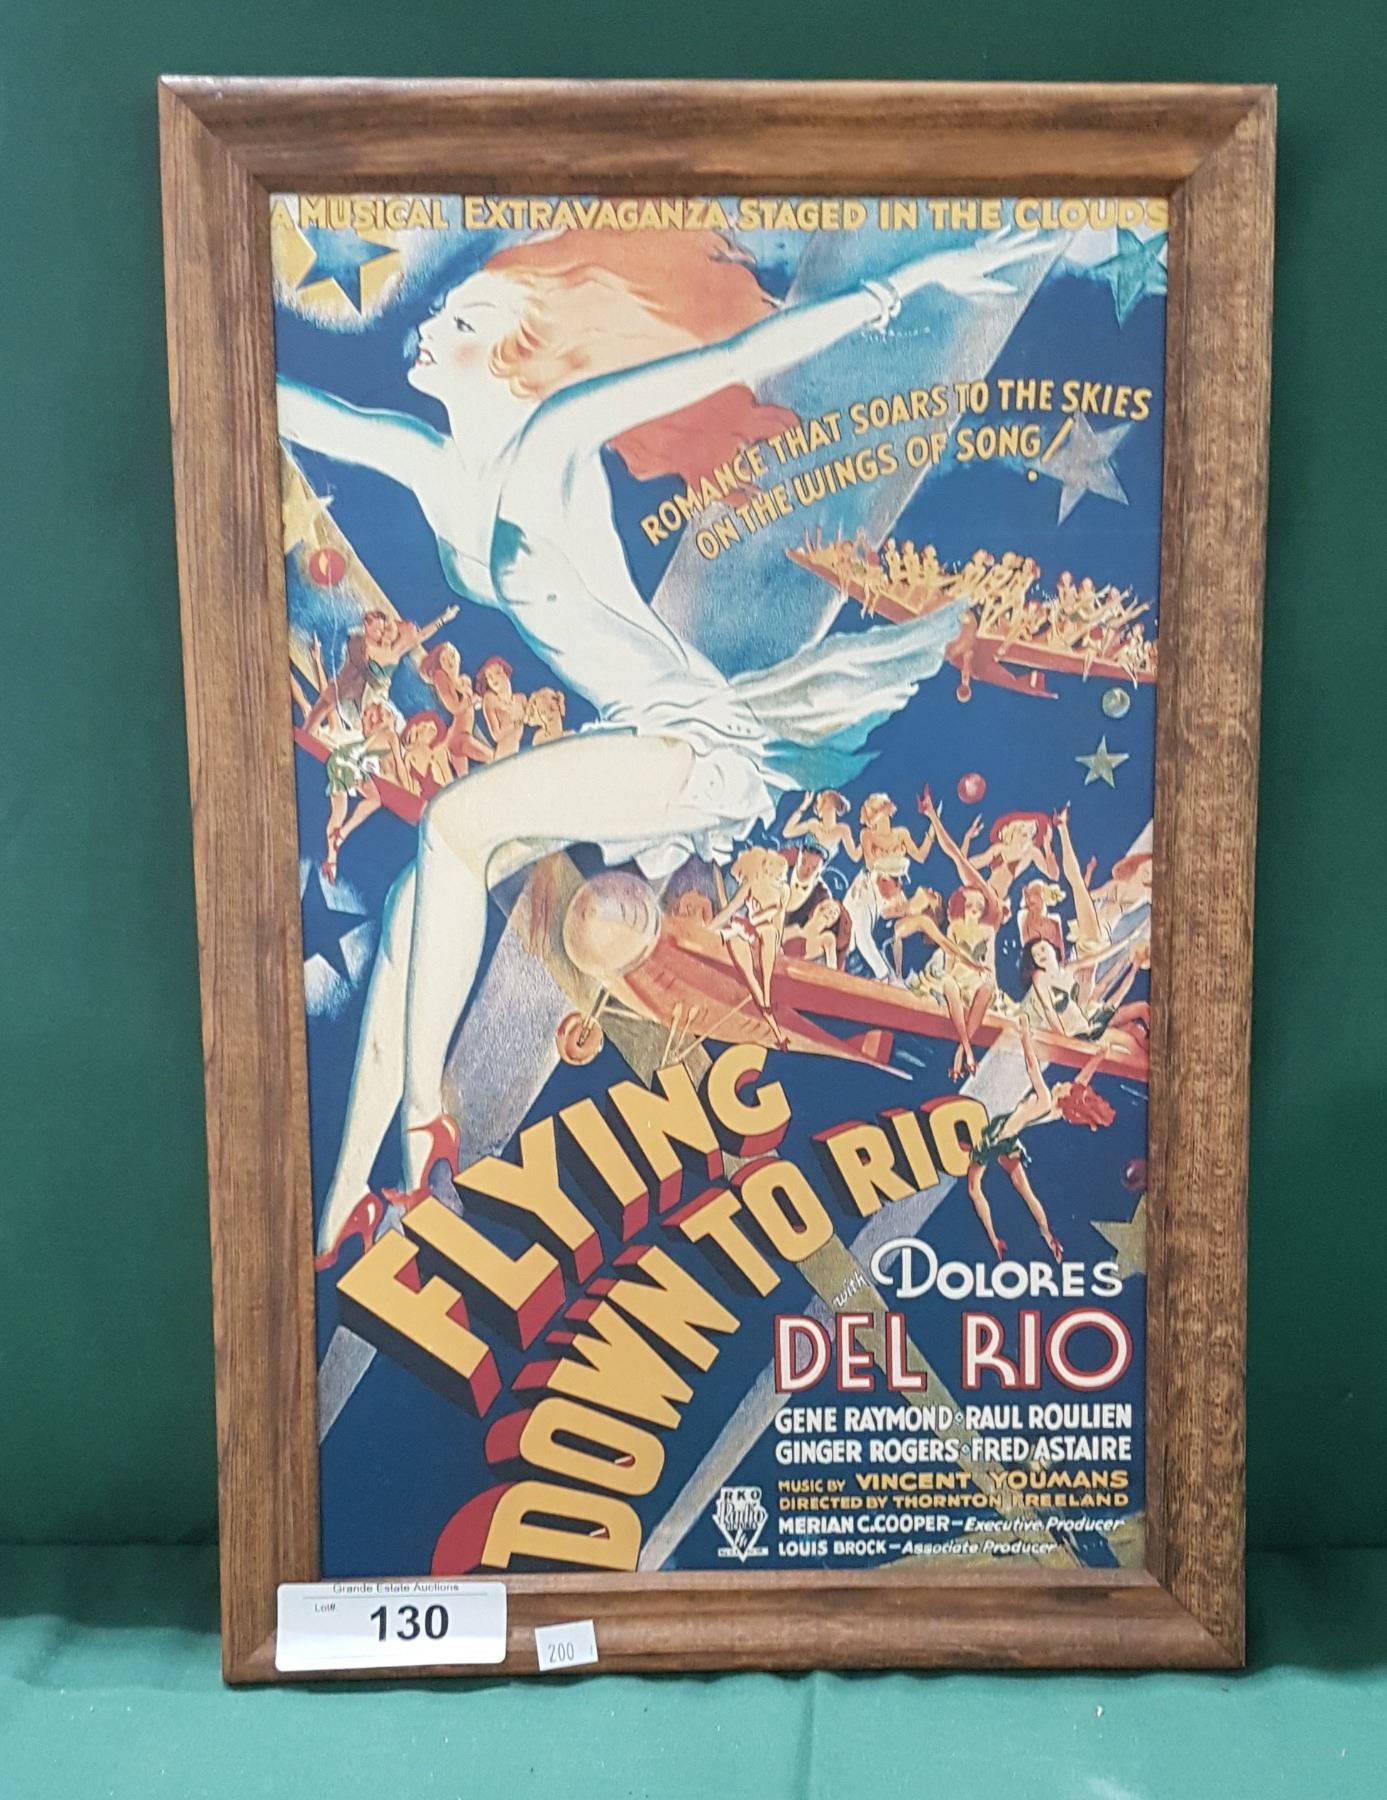 A MUSICAL EXTRAVAGANZA STAGED IN THE CLOUDS
ROMANCE THAT SOARS TO THE SKIES
ON THE WINGS OF SONG!
FLYING
DOWN TO RIO
with DOLORES
DEL RIO
GENE RAYMOND · RAUL ROULIEN
GINGER ROGERS · FRED ASTAIRE
MUSIC BY VINCENT YOUMANS
DIRECTED BY THORNTON FREELAND
MERIAN C. COOPER - Executive Producer
LOUIS BROCK - Associate Producer
RKO
Radio
Grande Estate Auctions
Lot# 130
200